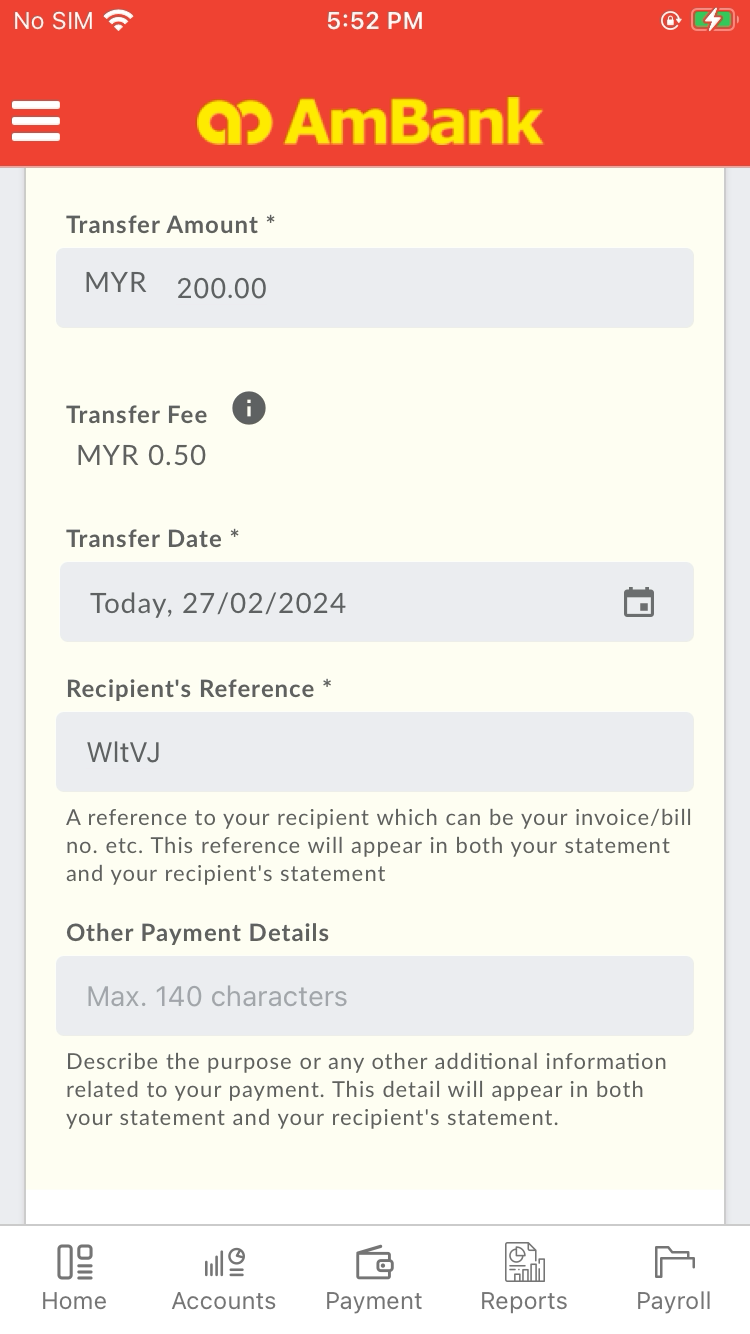 No SIM 5:52 PM
AmBank
Transfer Amount *
MYR 200.00
Transfer Fee
MYR 0.50
Transfer Date *
Today, 27/02/2024
Recipient's Reference *
WltVJ
A reference to your recipient which can be your invoice/bill
no. etc. This reference will appear in both your statement
and your recipient's statement
Other Payment Details
Max. 140 characters
Describe the purpose or any other additional information
related to your payment. This detail will appear in both
your statement and your recipient's statement.
Home Accounts Payment Reports Payroll